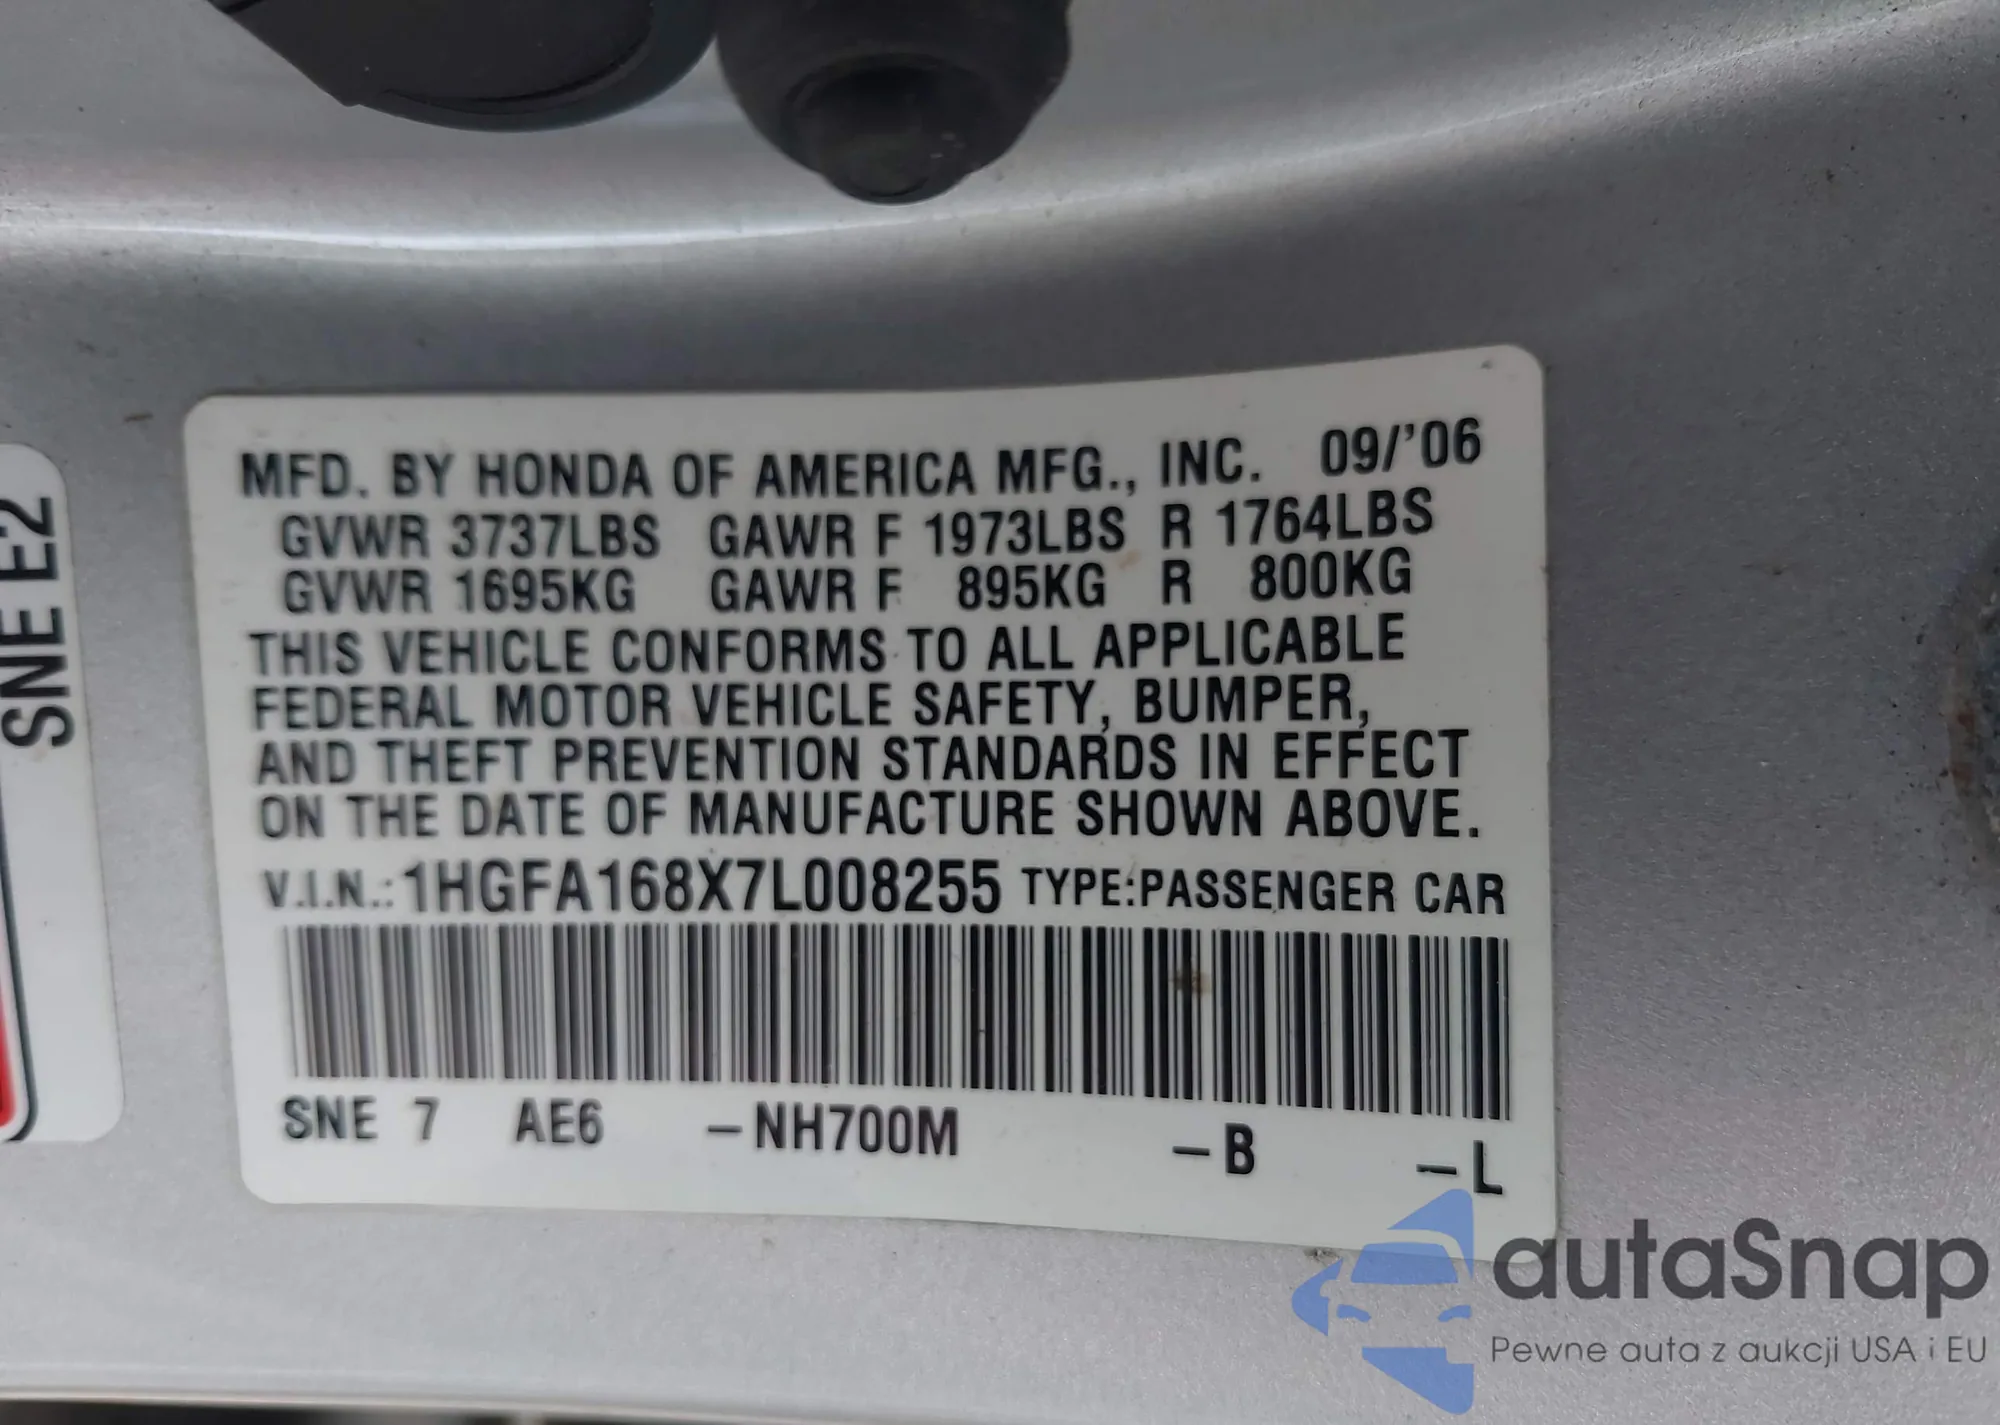 SNE E2
MFD. BY HONDA OF AMERICA MFG., INC. 09/'06
GVWR 3737LBS GAWR F 1973LBS R 1764LBS
GVWR 1695KG GAWR F 895KG R 800KG
THIS VEHICLE CONFORMS TO ALL APPLICABLE
FEDERAL MOTOR VEHICLE SAFETY, BUMPER,
AND THEFT PREVENTION STANDARDS IN EFFECT
ON THE DATE OF MANUFACTURE SHOWN ABOVE.
V.I.N.: 1HGFA168X7L008255 TYPE:PASSENGER CAR
SNE 7 AE6 –NH700M –B –L
autaSnap
Pewne auta z aukcji USA i EU